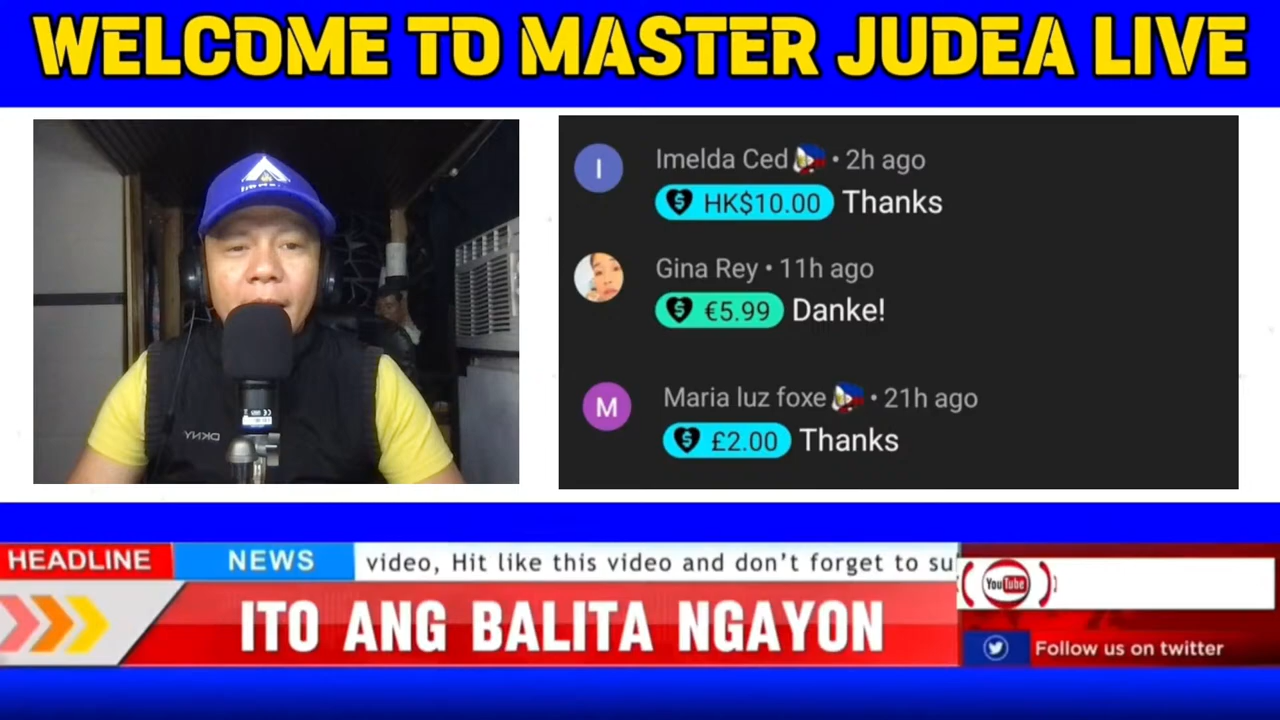 WELCOME TO MASTER JUDEA LIVE
DKNY
I
Imelda Ced • 2h ago
HK$10.00 Thanks
Gina Rey • 11h ago
€5.99 Danke!
M
Maria luz foxe • 21h ago
£2.00 Thanks
HEADLINE NEWS video, Hit like this video and don't forget to su
YouTube
ITO ANG BALITA NGAYON
Follow us on twitter